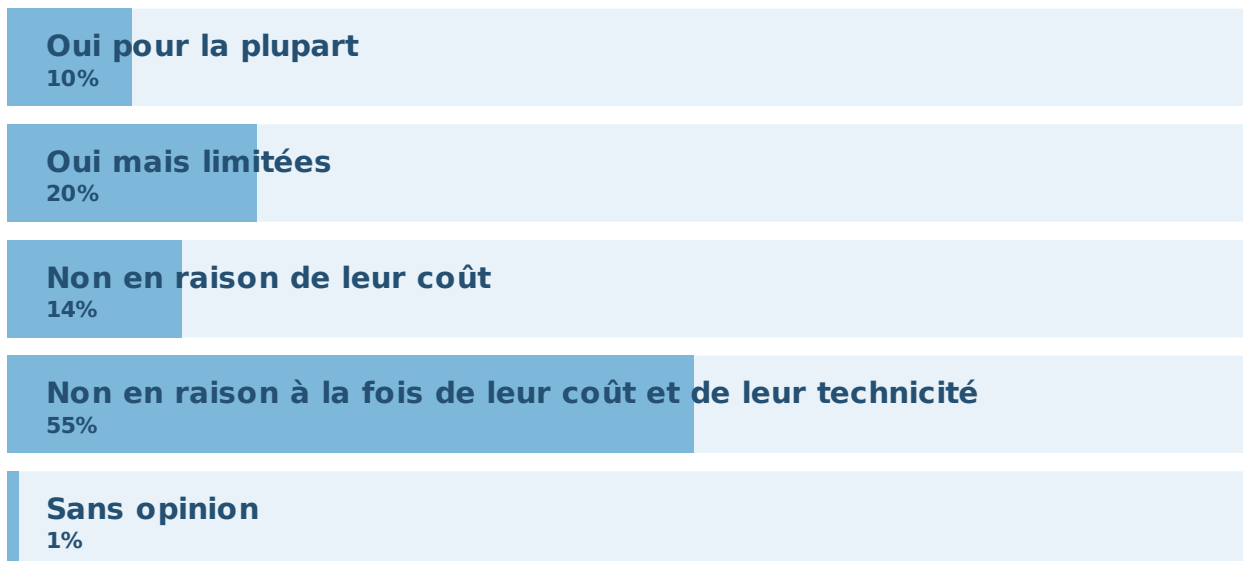 Oui pour la plupart
10%
Oui mais limitées
20%
Non en raison de leur coût
14%
Non en raison à la fois de leur coût et de leur technicité
55%
Sans opinion
1%